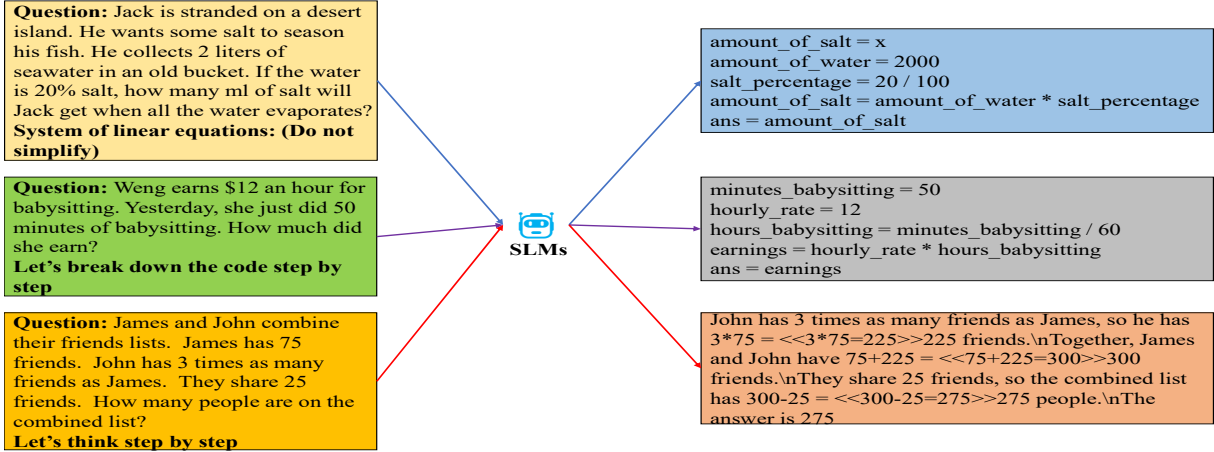 Question: Jack is stranded on a desert
island. He wants some salt to season
his fish. He collects 2 liters of
seawater in an old bucket. If the water
is 20% salt, how many ml of salt will
Jack get when all the water evaporates?
System of linear equations: (Do not
simplify)
Question: Weng earns $12 an hour for
babysitting. Yesterday, she just did 50
minutes of babysitting. How much did
she earn?
Let’s break down the code step by
step
Question: James and John combine
their friends lists. James has 75
friends. John has 3 times as many
friends as James. They share 25
friends. How many people are on the
combined list?
Let’s think step by step
SLMs
amount_of_salt = x
amount_of_water = 2000
salt_percentage = 20 / 100
amount_of_salt = amount_of_water * salt_percentage
ans = amount_of_salt
minutes_babysitting = 50
hourly_rate = 12
hours_babysitting = minutes_babysitting / 60
earnings = hourly_rate * hours_babysitting
ans = earnings
John has 3 times as many friends as James, so he has
3*75 = <<3*75=225>>225 friends.\nTogether, James
and John have 75+225 = <<75+225=300>>300
friends.\nThey share 25 friends, so the combined list
has 300-25 = <<300-25=275>>275 people.\nThe
answer is 275